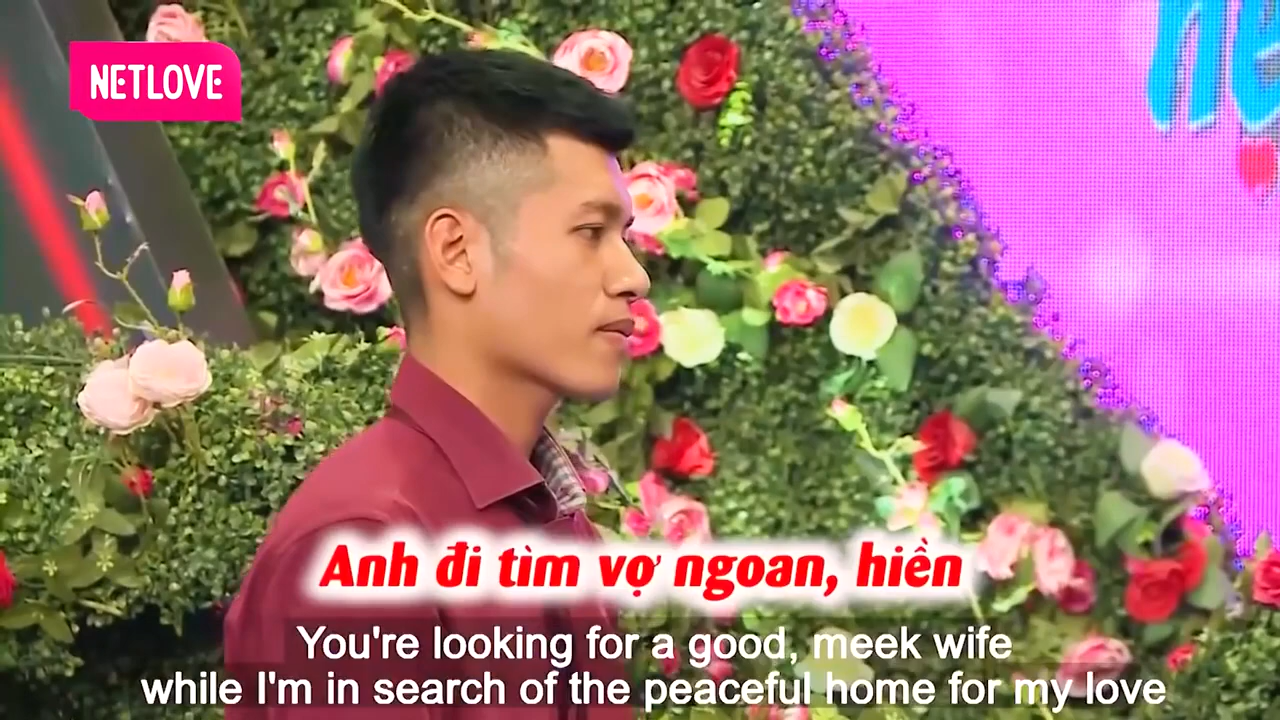 NETLOVE
Anh đi tìm vợ ngoan, hiền
You're looking for a good, meek wife
while I'm in search of the peaceful home for my love